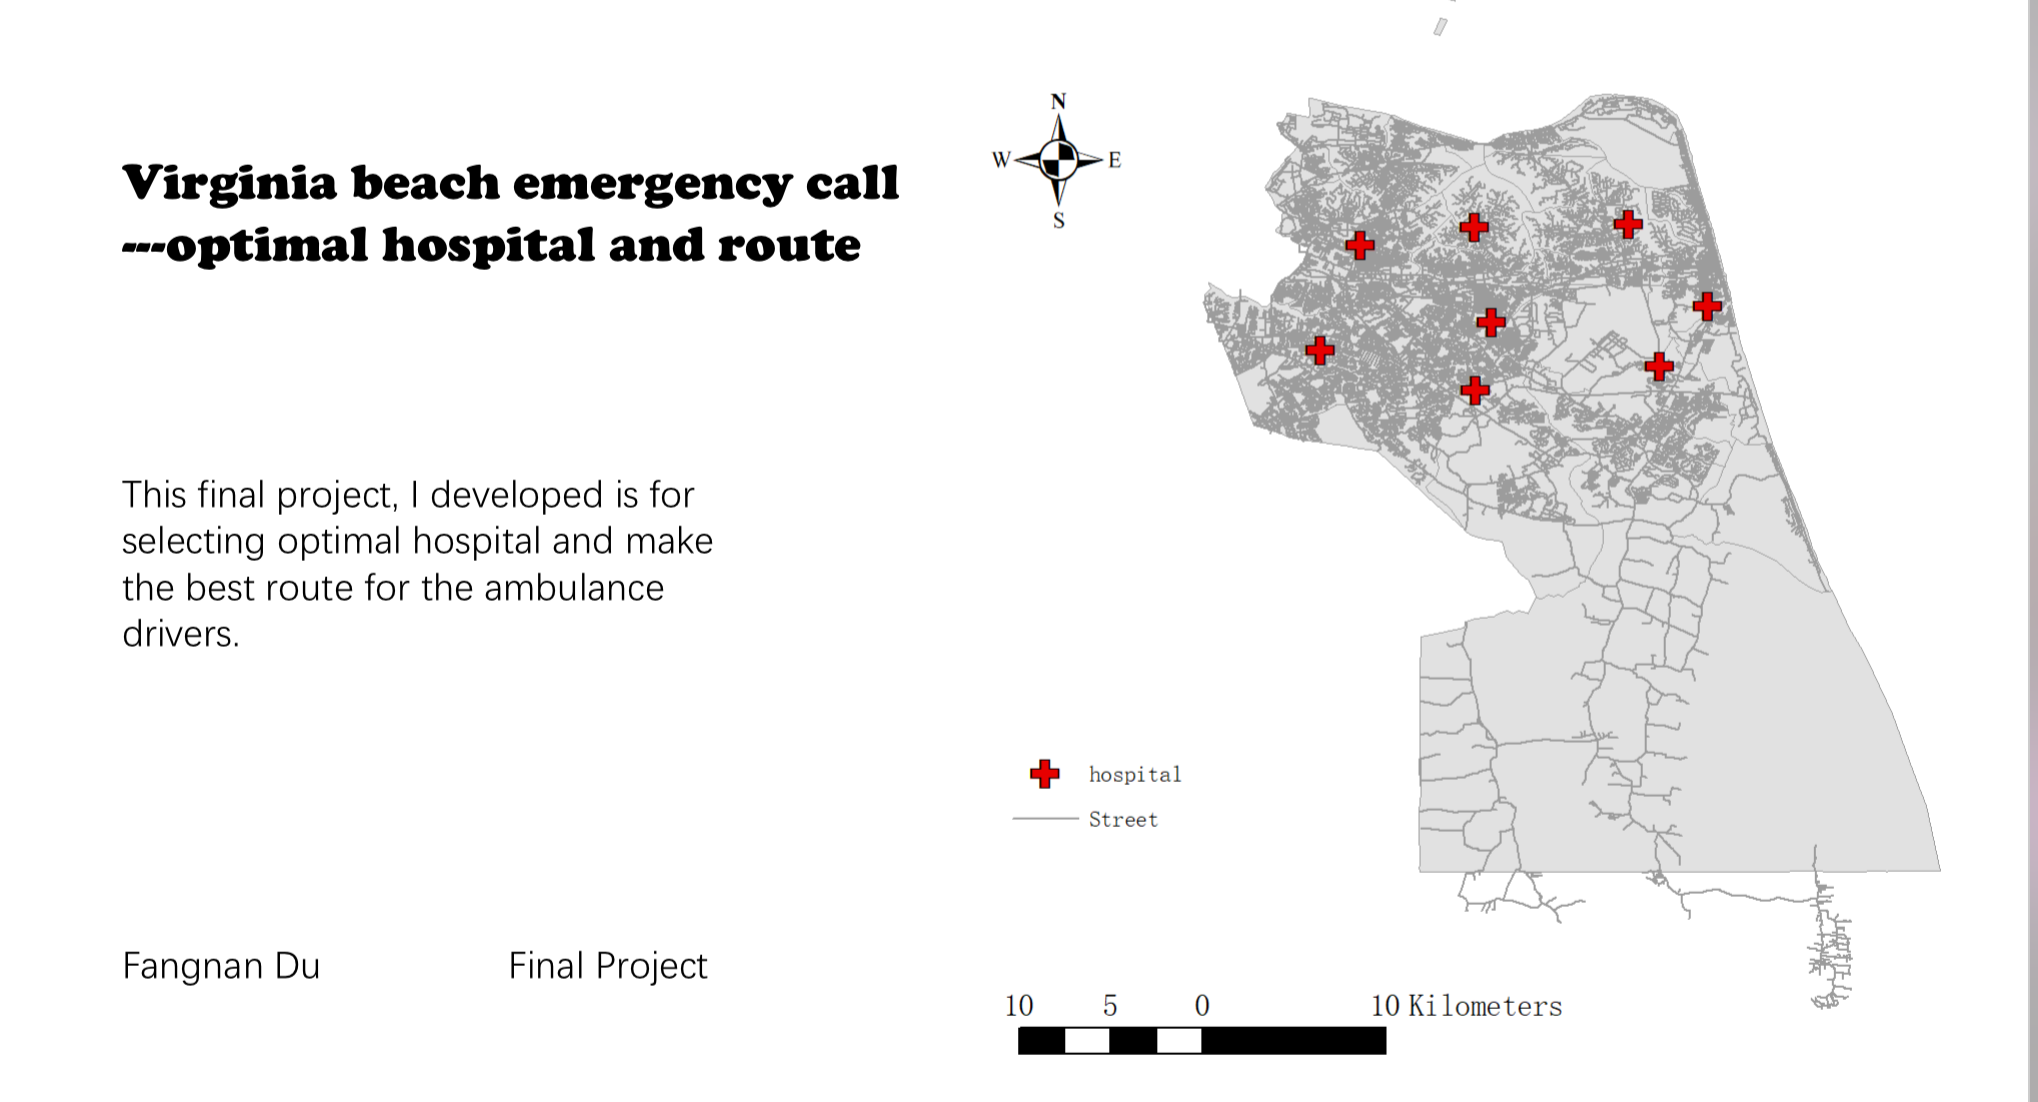 Virginia beach emergency call
---optimal hospital and route
This final project, I developed is for
selecting optimal hospital and make
the best route for the ambulance
drivers.
Fangnan Du
Final Project
N
W E
S
hospital
Street
10 5 0 10 Kilometers